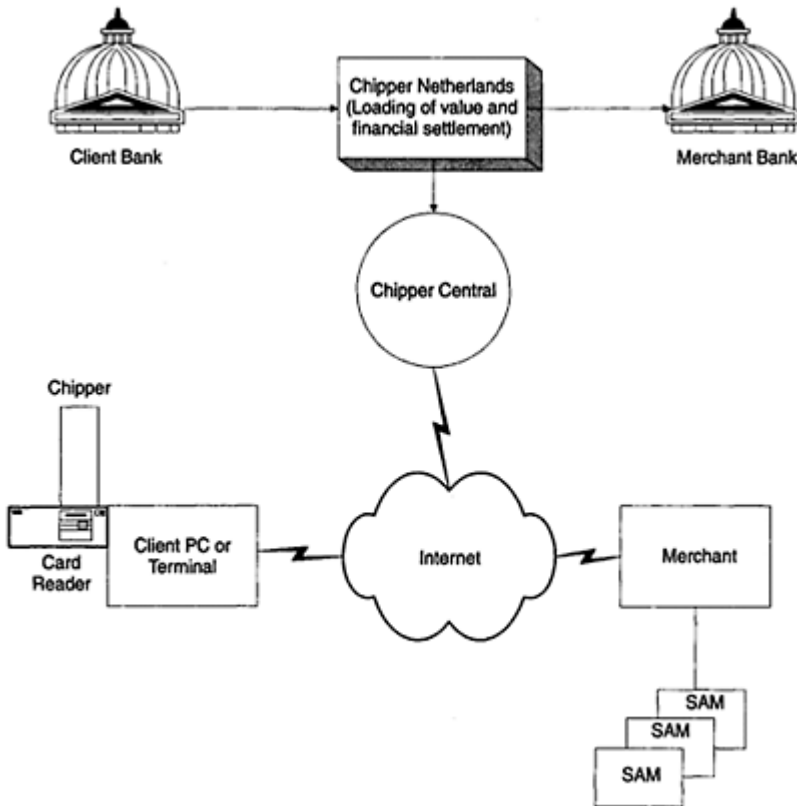 Chipper Netherlands
(Loading of value and
financial settlement)
Client Bank
Merchant Bank
Chipper Central
Chipper
Client PC or
Terminal
Internet
Merchant
Card
Reader
SAM
SAM
SAM